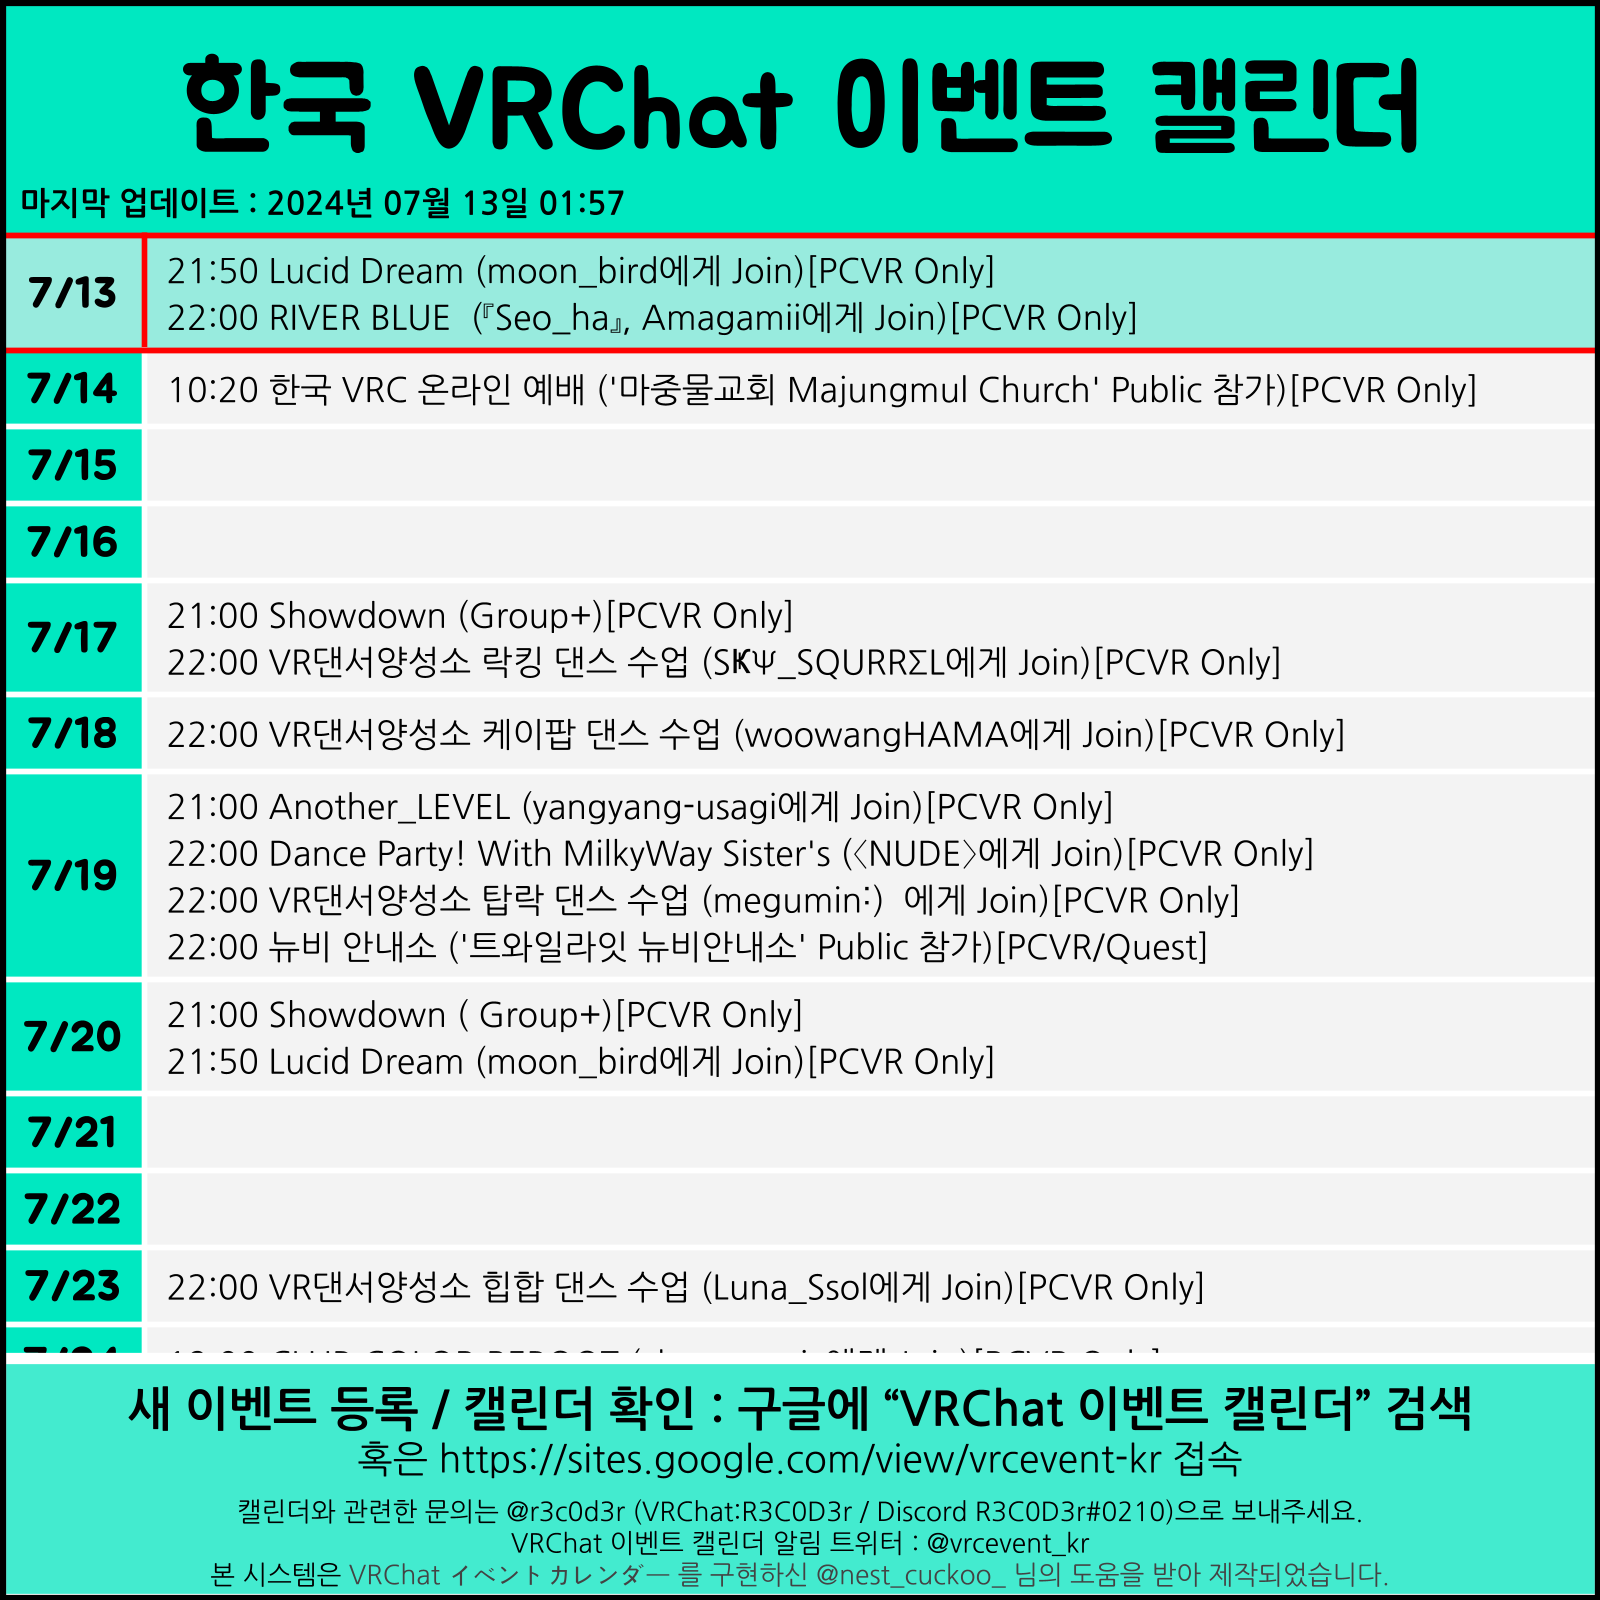 한국 VRChat 이벤트 캘린더
마지막 업데이트 : 2024년 07월 13일 01:57
7/13
21:50 Lucid Dream (moon_bird에게 Join)[PCVR Only]
22:00 RIVER BLUE (『Seo_ha』, Amagamii에게 Join)[PCVR Only]
7/14
10:20 한국 VRC 온라인 예배 ('마중물교회 Majungmul Church' Public 참가)[PCVR Only]
7/15
7/16
7/17
21:00 Showdown (Group+)[PCVR Only]
22:00 VR댄서양성소 락킹 댄스 수업 (S₭Ψ_SQURRΣL에게 Join)[PCVR Only]
7/18
22:00 VR댄서양성소 케이팝 댄스 수업 (woowangHAMA에게 Join)[PCVR Only]
7/19
21:00 Another_LEVEL (yangyang-usagi에게 Join)[PCVR Only]
22:00 Dance Party! With MilkyWay Sister's (〈NUDE〉에게 Join)[PCVR Only]
22:00 VR댄서양성소 탑락 댄스 수업 (megumin:) 에게 Join)[PCVR Only]
22:00 뉴비 안내소 ('트와일라잇 뉴비안내소' Public 참가)[PCVR/Quest]
7/20
21:00 Showdown ( Group+)[PCVR Only]
21:50 Lucid Dream (moon_bird에게 Join)[PCVR Only]
7/21
7/22
7/23
22:00 VR댄서양성소 힙합 댄스 수업 (Luna_Ssol에게 Join)[PCVR Only]
새 이벤트 등록 / 캘린더 확인 : 구글에 “VRChat 이벤트 캘린더” 검색
혹은 https://sites.google.com/view/vrcevent-kr 접속
캘린더와 관련한 문의는 @r3c0d3r (VRChat:R3C0D3r / Discord R3C0D3r#0210)으로 보내주세요.
VRChat 이벤트 캘린더 알림 트위터 : @vrcevent_kr
본 시스템은 VRChat イベントカレンダー 를 구현하신 @nest_cuckoo_ 님의 도움을 받아 제작되었습니다.